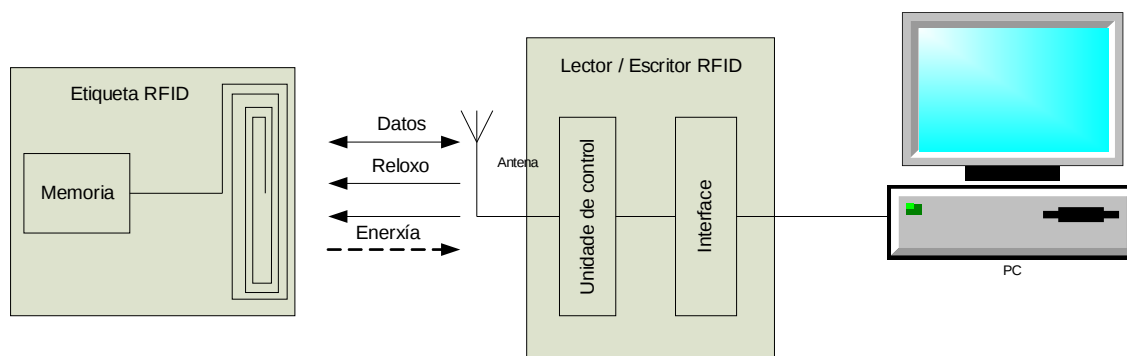 Etiqueta RFID
Memoria
Datos
Reloxo
Enerxía
Antena
Lector / Escritor RFID
Unidade de control
Interface
PC